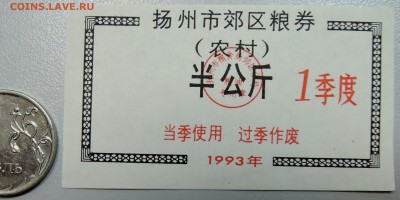 COINS.LAVE.RU
扬州市郊区粮券
(农村)
半公斤 1季度
当季使用 过季作废
1993年